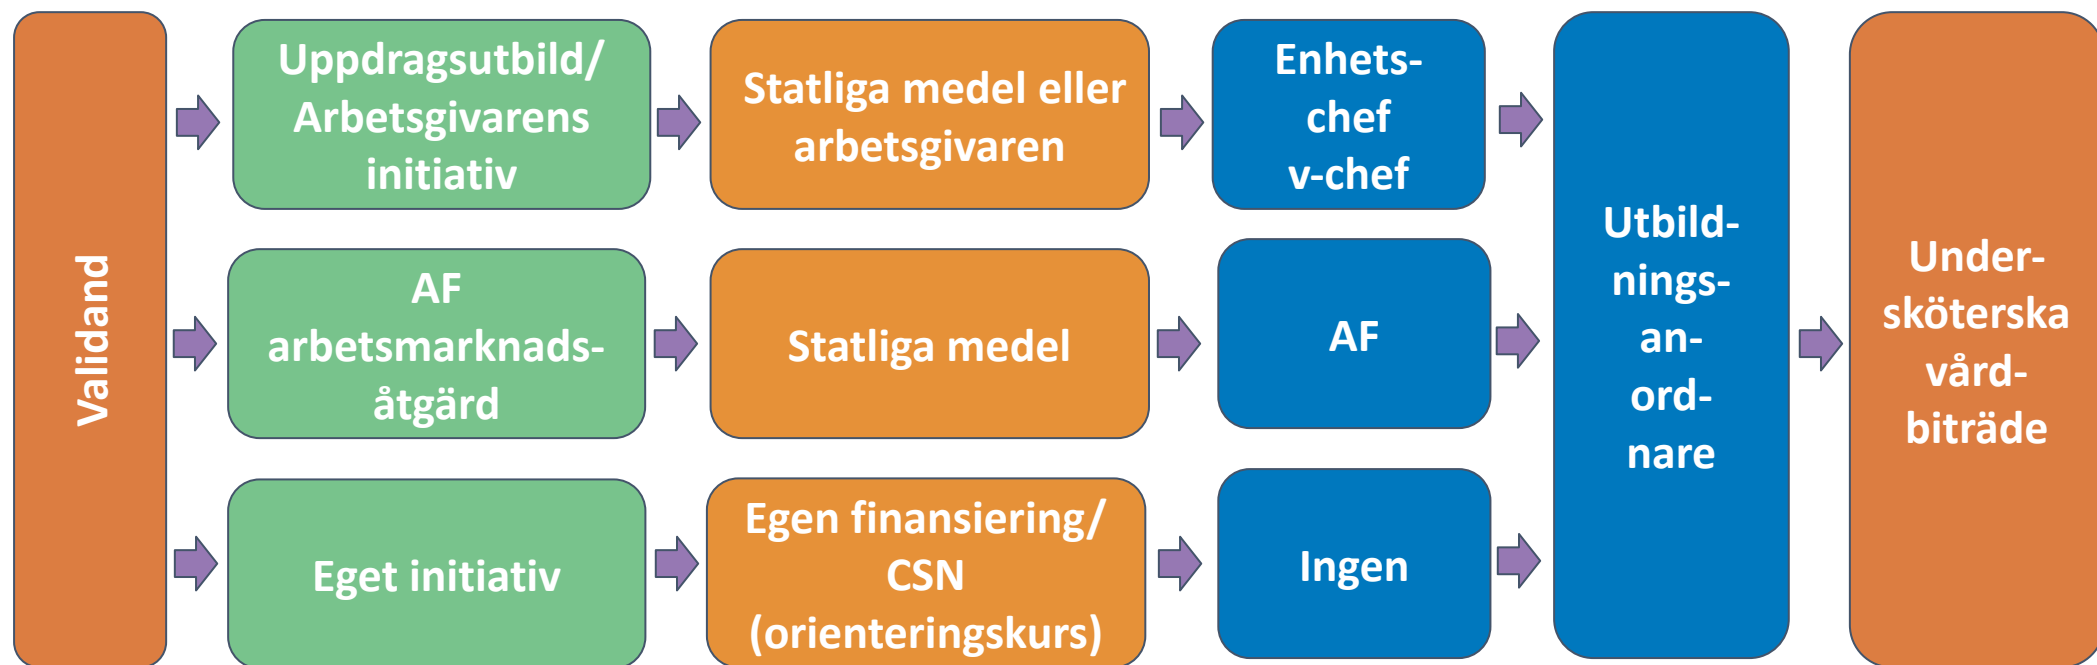 Validand
Uppdragsutbild/
Arbetsgivarens
initiativ
Statliga medel eller
arbetsgivaren
Enhets-
chef
v-chef
AF
arbetsmarknads-
åtgärd
Statliga medel
AF
Eget initiativ
Egen finansiering/
CSN
(orienteringskurs)
Ingen
Utbild-
nings-
an-
ord-
nare
Under-
sköterska
vård-
biträde